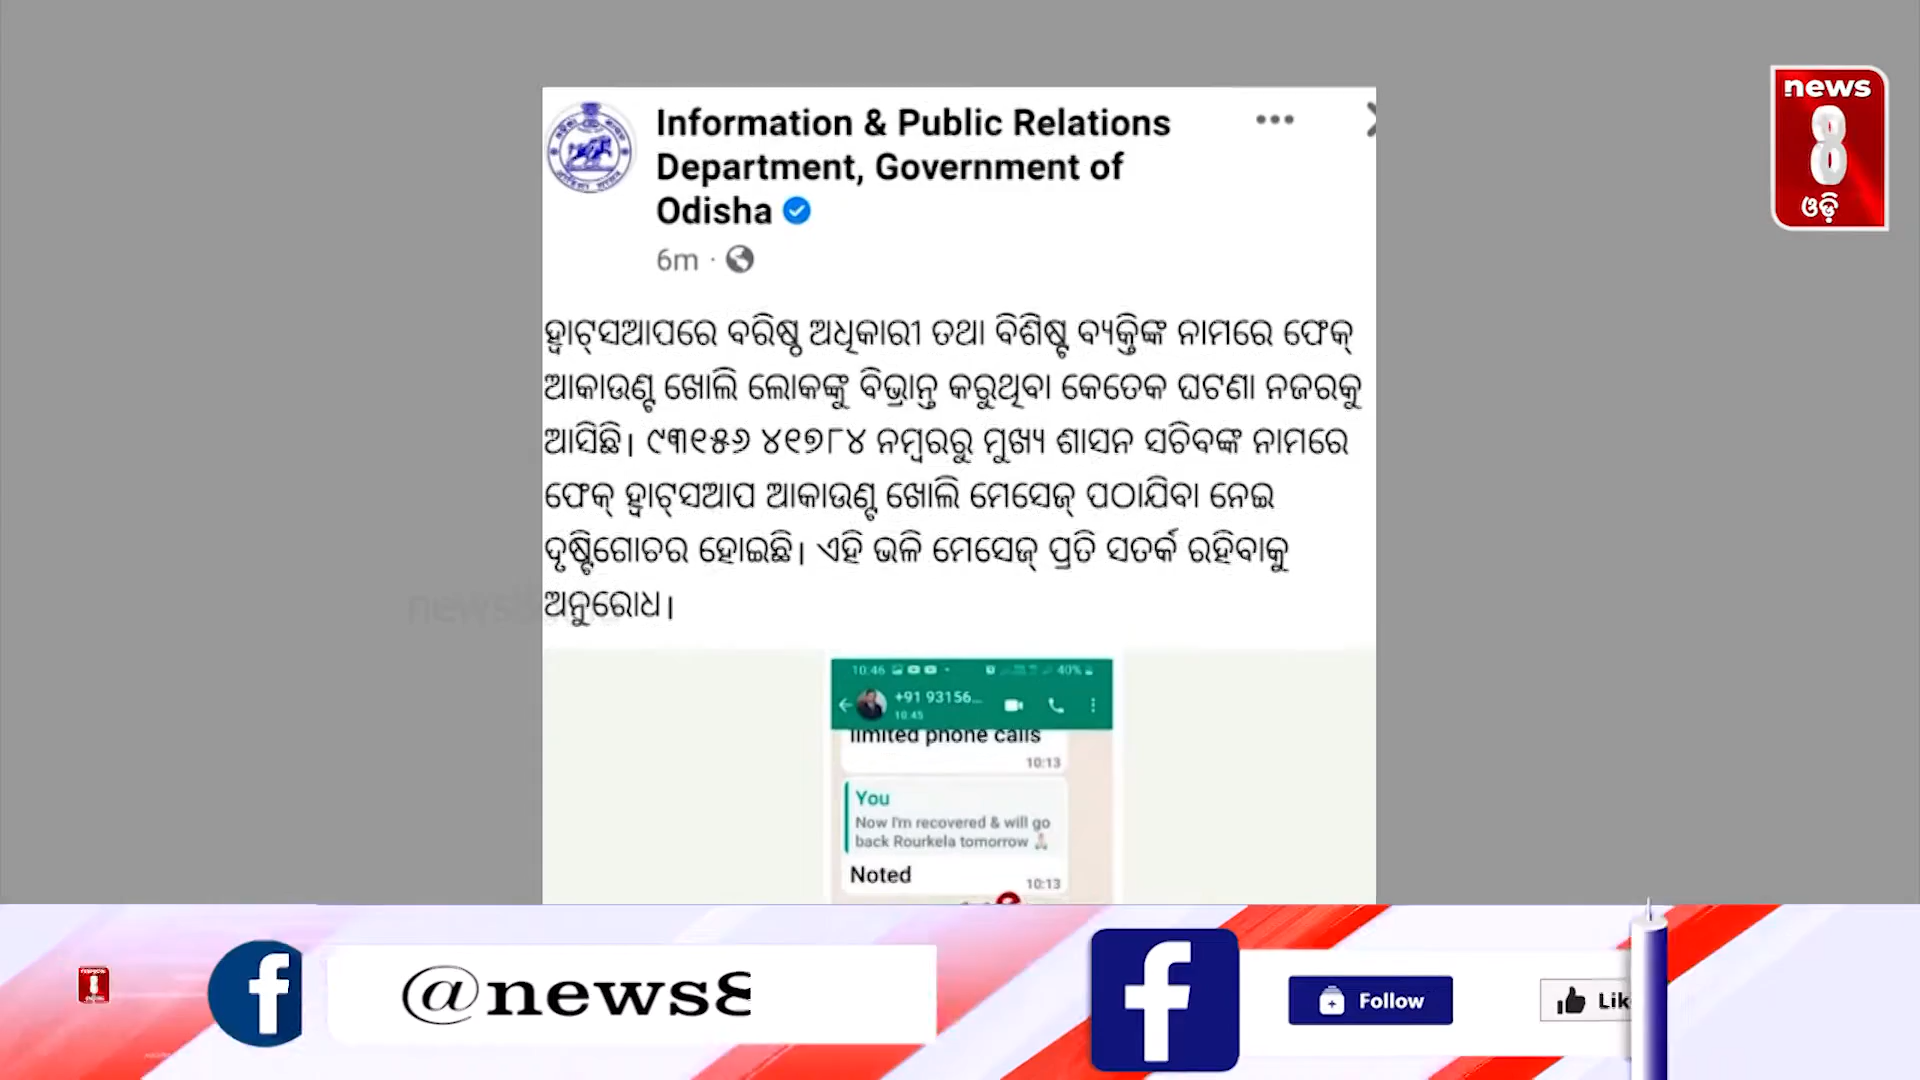 Information & Public Relations
Department, Government of
Odisha
6m
ହ୍ୱାଟ୍‌ସଆପରେ ବରିଷ୍ଠ ଅଧିକାରୀ ତଥା ବିଶିଷ୍ଟ ବ୍ୟକ୍ତିଙ୍କ ନାମରେ ଫେକ୍
ଆକାଉଣ୍ଟ ଖୋଲି ଲୋକଙ୍କୁ ବିଭ୍ରାନ୍ତ କରୁଥିବା କେତେକ ଘଟଣା ନଜରକୁ
ଆସିଛି। ୯୩୧୫୬ ୪୧୭୮୪ ନମ୍ବରରୁ ମୁଖ୍ୟ ଶାସନ ସଚିବଙ୍କ ନାମରେ
ଫେକ୍ ହ୍ୱାଟ୍‌ସଆପ ଆକାଉଣ୍ଟ ଖୋଲି ମେସେଜ୍ ପଠାଯିବା ନେଇ
ଦୃଷ୍ଟିଗୋଚର ହୋଇଛି। ଏହି ଭଳି ମେସେଜ୍ ପ୍ରତି ସତର୍କ ରହିବାକୁ
ଅନୁରୋଧ।
10:46 40%
+91 93156...
10:45
limited phone calls
10:13
You
Now I'm recovered & will go
back Rourkela tomorrow
Noted
10:13
news
8
ଓଡ଼ି
@news8
Follow
Lik